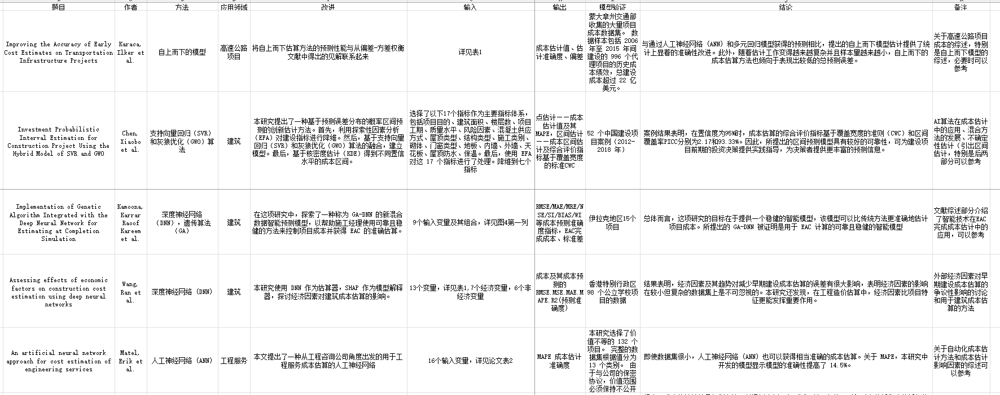 题目
作者
方法
应用领域
改进
输入
输出
模型验证
结论
备注
Improving the Accuracy of Early
Cost Estimates on Transportation
Infrastructure Projects
Karaca,
Ilker et
al.
自上而下的模型
高速公路
项目
将自上而下估算方法的预测性能与从偏差-方差权衡
文献中得出的见解联系起来
详见表1
成本估计值、估
计准确度、偏差
蒙大拿州交通部
收集的大量项目
成本数据集。 数
据样本包括 2006
年至 2015 年间
建设的 996 个代
理项目的历史成
本绩效，总建设
成本超过 22 亿
美元。
与通过人工神经网络（ANN）和多元回归模型获得的预测相比，提出的自上而下模型估计提供了统
计上显着的准确性改进。此外，随着估计工作变得越来越复杂并且样本量越来越小，自上而下的
成本估算方法也倾向于表现出较低的总预测误差。
关于高速公路项目
成本的综述，特别
是自上而下模型的
综述，必要时可以
参考
Investment Probabilistic
Interval Estimation for
Construction Project Using the
Hybrid Model of SVR and GWO
Chen,
Xiaobo
et al.
支持向量回归（SVR）
和灰狼优化（GWO）算
法
建筑
本研究提出了一种基于预测误差分布的概率区间预
测的创新估计方法。首先，利用探索性因素分析
（EFA）对建设指标进行降维。然后，基于支持向量
回归（SVR）和灰狼优化（GWO）算法的融合，建立
模型。最后，基于核密度估计（KDE）得到不同置信
水平的成本区间。
选择了以下17个指标作为主要指标体系，
包括项目目的、建筑面积、楼层数、项目
工期、质量水平、风险因素、混凝土供应
方式、屋顶类型、结构类型、施工类别、
砌体、门窗类型、地板、内墙、外墙、天
花板、屋顶防水、保温。最后，使用 EFA
对这 17 个指标进行了处理。降维到七个
指标
点估计——成本
估计值及其
MAPE，区间估计
——成本区间估
计及综合评价指
标基于覆盖宽度
的标准CWC
52 个中国建设项
目案例（2012-
2018 年）
案例结果表明，在置信度为95%时，成本估算的综合评价指标基于覆盖宽度的准则（CWC）和区间
覆盖率PICC分别为2.17和93.33%。因此，所提出的区间预测模型具有较好的可靠性，可为建设项
目前期的投资决策提供实践指导，为决策者提供更丰富的预测信息。
AI算法在成本估计
中的应用、混合方
法的发展、不确定
性估计（引出区间
估计，特别是后两
部分可以参考
Implementation of Genetic
Algorithm Integrated with the
Deep Neural Network for
Estimating at Completion
Simulation
Kamoona,
Karrar
Raoof
Kareem
et al.
深度神经网络
（DNN），遗传算法
（GA）
建筑
在这项研究中，探索了一种称为 GA-DNN 的新混合
数据智能预测模型，以帮助施工经理使用可靠且稳
健的方法来控制项目成本并获得 EAC 的准确估算。
9个输入变量及其组合，详见图4第一列
RMSE/MAE/MRE/N
SE/SI/BIAS/WI
等成本预测准确
度指标，EAC完
成成本、标准差
伊拉克地区15个
项目
总体而言，这项研究的目标在于提供一个稳健的智能模型，该模型可以比传统方法更准确地估计
项目成本。所提出的 GA-DNN 被证明是用于 EAC 计算的可靠且稳健的智能模型
文献综述部分介绍
了智能技术在EAC
完成成本估计中的
应用，可以参考
Assessing effects of economic
factors on construction cost
estimation using deep neural
networks
Wang,
Ran et
al.
深度神经网络（DNN）
建筑
本研究使用 DNN 作为估算器，SHAP 作为模型解释
器，探讨经济因素对建筑成本估算的影响。
13个变量，详见表1,7个经济变量，6个非
经济变量
成本及其成本预
测的
RMSE.MSE.MAE.M
APE.R2(预测准
确度)
香港特别行政区
98 个公立学校项
目的数据
结果表明，经济因素及其趋势对减少早期建设成本估算的误差有很大影响，表明经济因素的影响
在较小但复杂的数据集上是不可忽视的。本研究还发现，在工程造价估算中，经济因素比项目特
征更能发挥重要作用。
外部经济因素对早
期建设成本估算的
争议性影响的讨论
和用于建筑成本估
算的方法
An artificial neural network
approach for cost estimation of
engineering services
Matel,
Erik et
al.
人工神经网络（ANN）
工程服务
本文提出了一种从工程咨询公司角度出发的用于工
程服务成本估算的人工神经网络
16个输入变量，详见论文表2
MAPE 成本估计
准确度
本研究选择了价
值不等的 132 个
项目。 完整的数
据集根据值分为
13 个类别。 由
于与公司的保密
协议，价值范围
必须保持不公开
即使数据集很小，人工神经网络（ANN）也可以获得相当准确的成本估算。关于 MAPE，本研究中
开发的模型显示模型的准确性提高了 14.5%。
关于自动化成本估
计方法和成本估计
影响因素的综述可
以参考